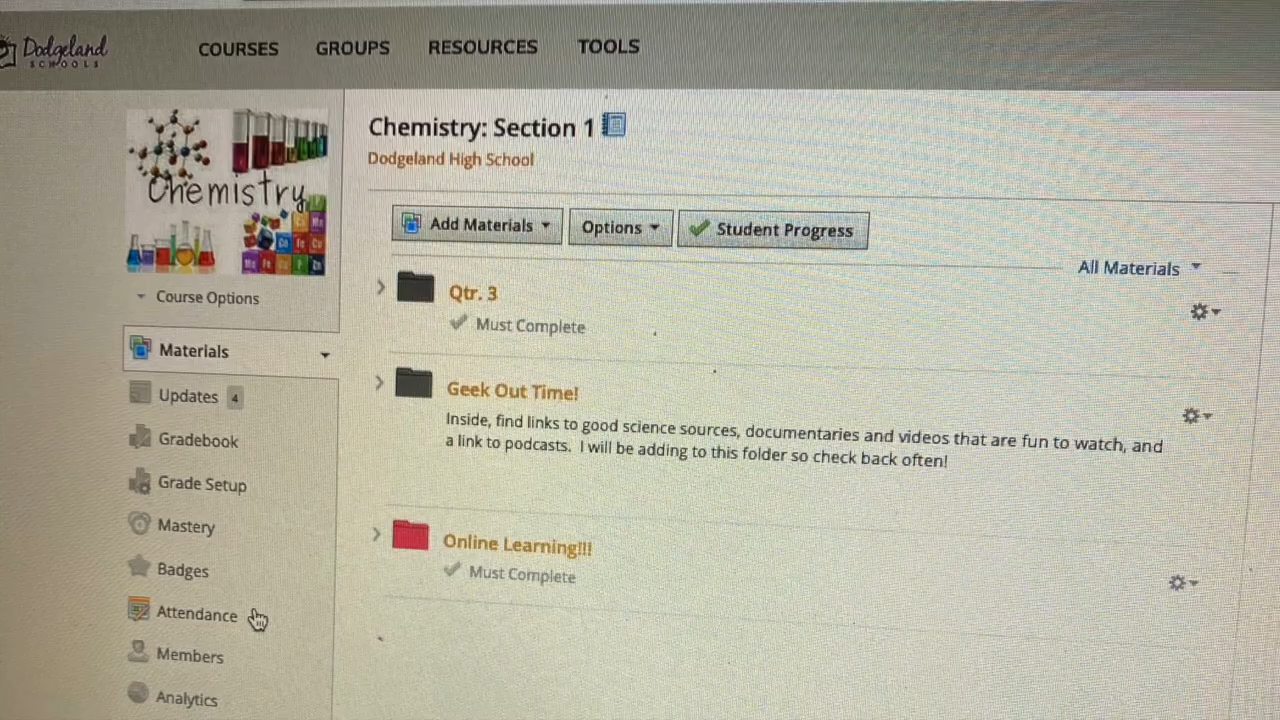 Dodgeland
SCHOOLS
COURSES GROUPS RESOURCES TOOLS
Chemistry
Course Options
Materials
Updates 4
Gradebook
Grade Setup
Mastery
Badges
Attendance
Members
Analytics
Chemistry: Section 1
Dodgeland High School
Add Materials Options Student Progress
All Materials
Qtr. 3
Must Complete
Geek Out Time!
Inside, find links to good science sources, documentaries and videos that are fun to watch, and
a link to podcasts. I will be adding to this folder so check back often!
Online Learning!!!
Must Complete